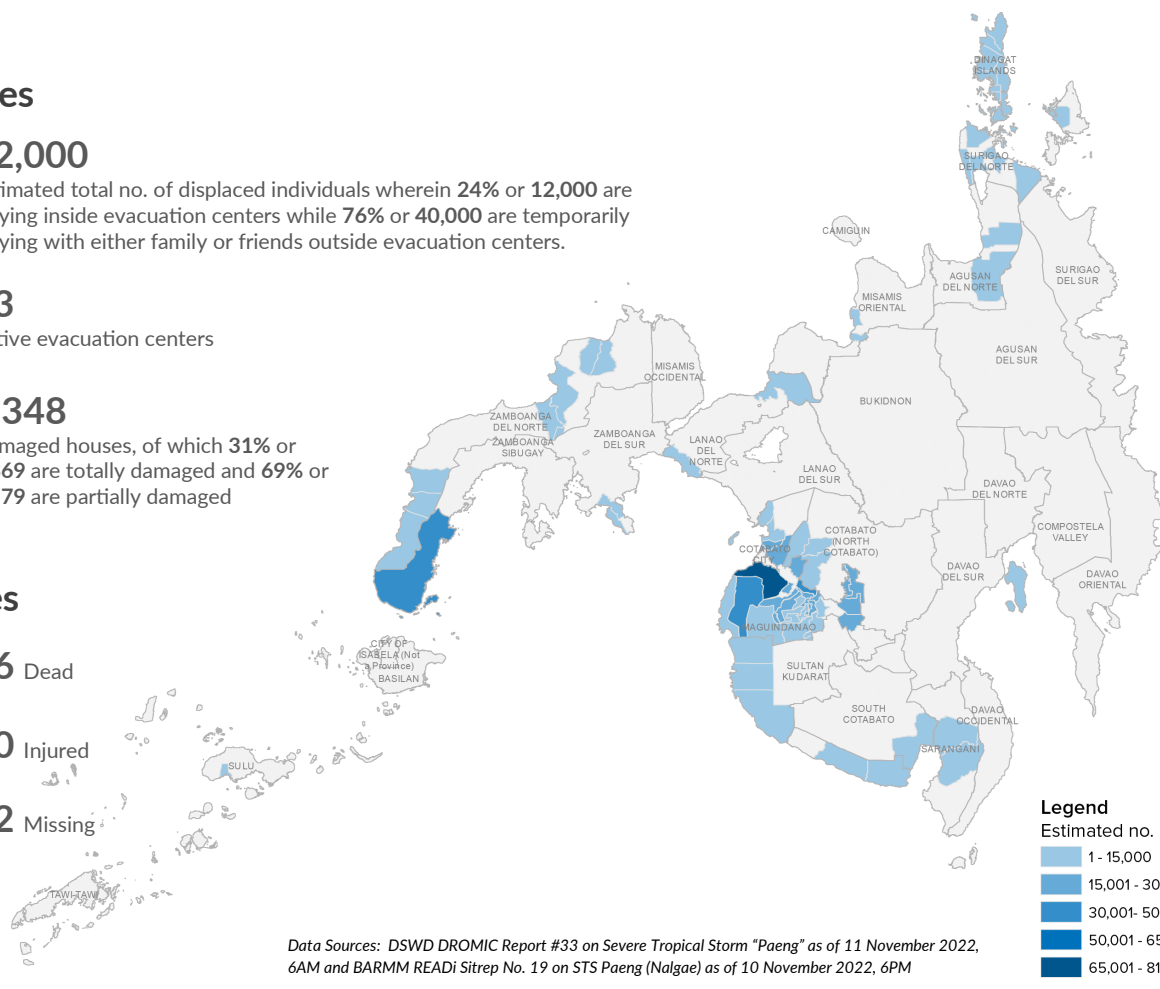 es
2,000
timated total no. of displaced individuals wherein 24% or 12,000 are
ying inside evacuation centers while 76% or 40,000 are temporarily
ying with either family or friends outside evacuation centers.
3
tive evacuation centers
348
maged houses, of which 31% or
69 are totally damaged and 69% or
79 are partially damaged
es
6 Dead
0 Injured
2 Missing
DINAGAT
ISLANDS
SURIGAO
DEL NORTE
CAMIGUIN
AGUSAN
DEL NORTE
SURIGAO
DEL SUR
MISAMIS
ORIENTAL
AGUSAN
DEL SUR
MISAMIS
OCCIDENTAL
BUKIDNON
ZAMBOANGA
DEL NORTE
ZAMBOANGA
SIBUGAY
ZAMBOANGA
DEL SUR
LANAO
DEL
NORTE
LANAO
DEL SUR
DAVAO
DEL NORTE
COTABATO
CITY
COTABATO
(NORTH
COTABATO)
COMPOSTELA
VALLEY
DAVAO
DEL SUR
DAVAO
ORIENTAL
MAGUINDANAO
CITY OF
ISABELA (Not
a Province)
BASILAN
SULTAN
KUDARAT
SOUTH
COTABATO
DAVAO
OCCIDENTAL
SARANGANI
SULU
TAWI-TAWI
Legend
Estimated no.
1 - 15,000
15,001 - 30
30,001- 50
50,001 - 65
65,001 - 81
Data Sources: DSWD DROMIC Report #33 on Severe Tropical Storm “Paeng” as of 11 November 2022,
6AM and BARMM READi Sitrep No. 19 on STS Paeng (Nalgae) as of 10 November 2022, 6PM